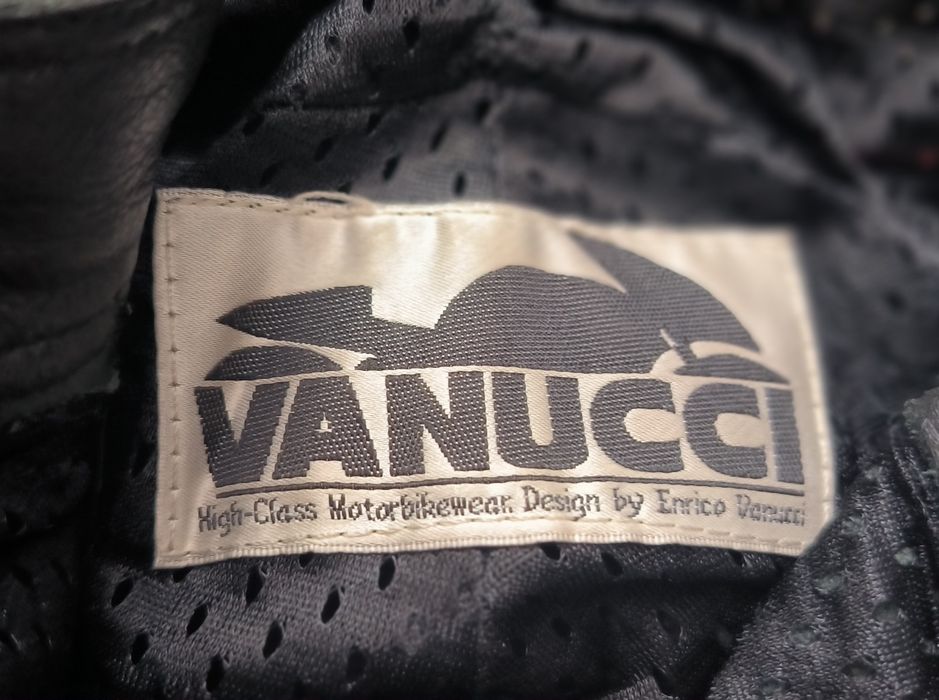 VANUCCI
High-Class Motorbikewear Design by Enrico Vanucci